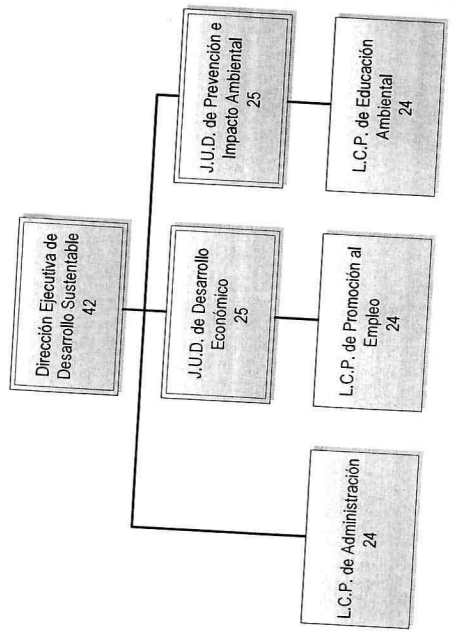 Dirección Ejecutiva de
Desarrollo Sustentable
42
J.U.D. de Desarrollo
Económico
25
J.U.D. de Prevención e
Impacto Ambiental
25
L.C.P. de Administración
24
L.C.P. de Promoción al
Empleo
24
L.C.P. de Educación
Ambiental
24